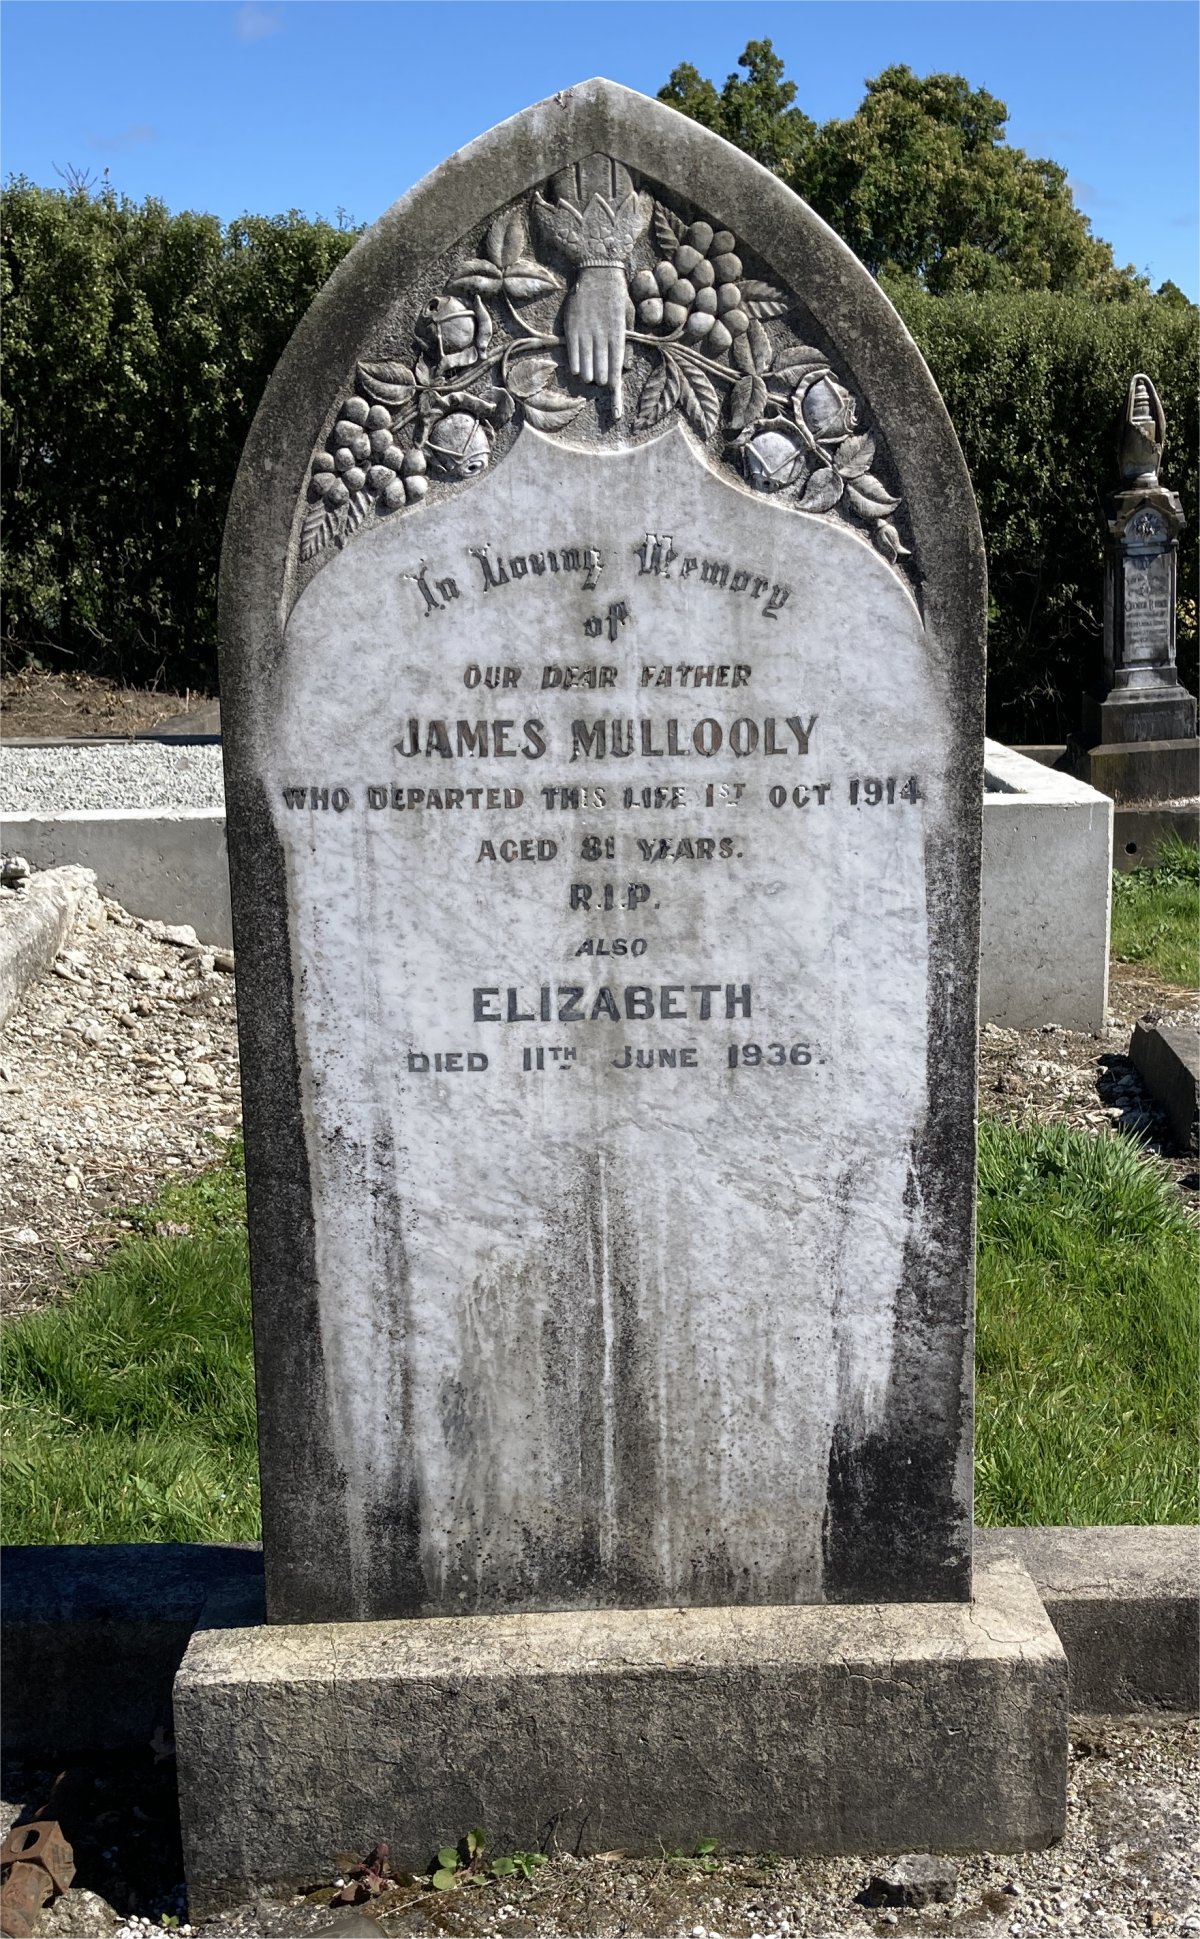 In Loving Memory
of
OUR DEAR FATHER
JAMES MULLOOLY
WHO DEPARTED THIS LIFE 1ST OCT 1914
AGED 81 YEARS.
R.I.P.
ALSO
ELIZABETH
DIED 11TH JUNE 1936.